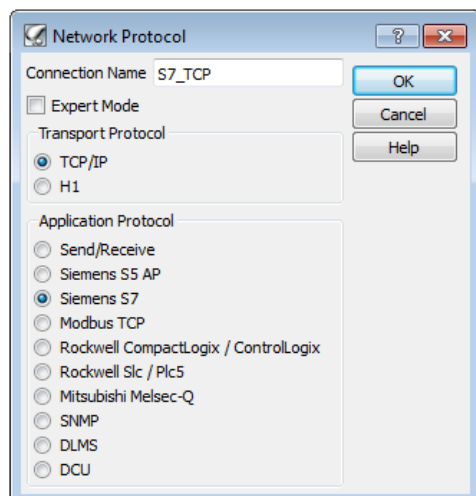 Network Protocol
?
Connection Name S7_TCP
OK
Expert Mode
Cancel
Transport Protocol
Help
TCP/IP
H1
Application Protocol
Send/Receive
Siemens S5 AP
Siemens S7
Modbus TCP
Rockwell CompactLogix / ControlLogix
Rockwell Slc / Plc5
Mitsubishi Melsec-Q
SNMP
DLMS
DCU